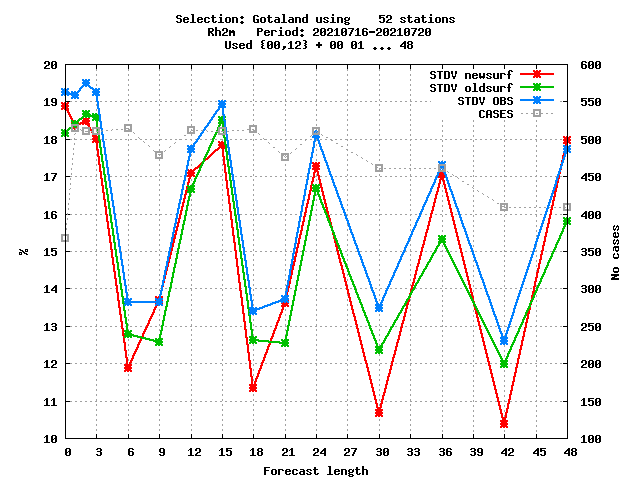 Selection: Gotaland using    52 stations
Rh2m   Period: 20210716-20210720
Used {00,12} + 00 01 ... 48
STDV newsurf
STDV oldsurf
STDV OBS
CASES
20
19
18
17
16
15
14
13
12
11
10
%
600
550
500
450
400
350
300
250
200
150
100
No cases
0 3 6 9 12 15 18 21 24 27 30 33 36 39 42 45 48
Forecast length